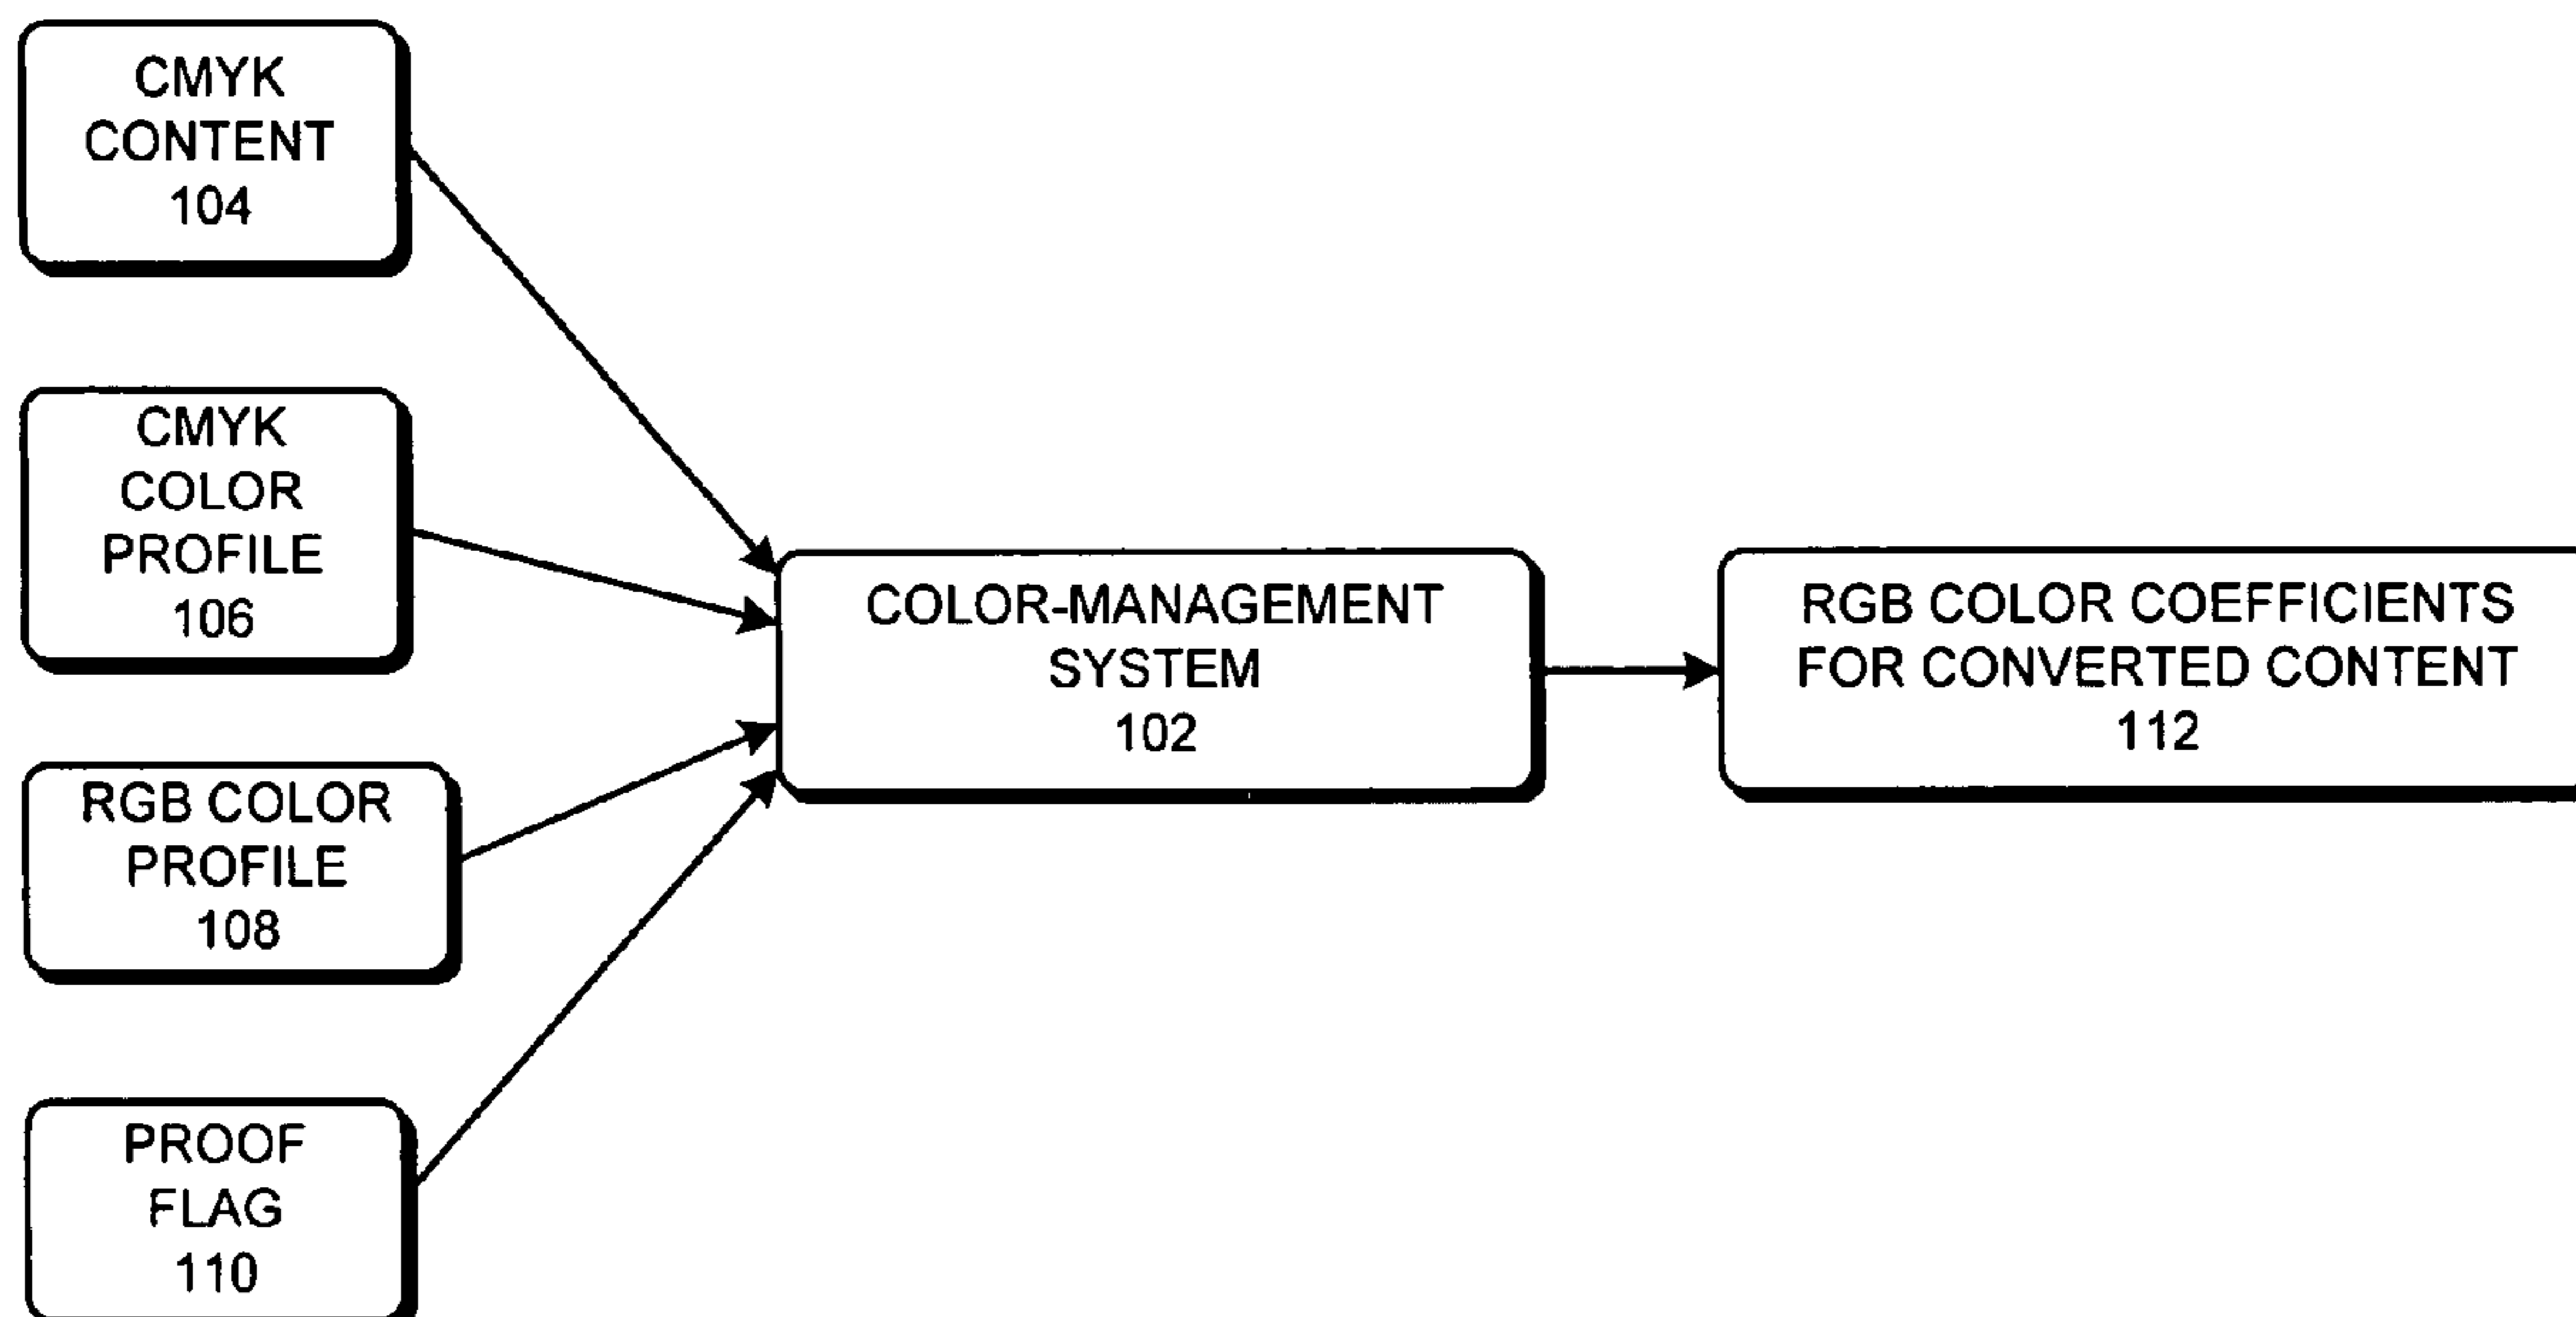 CMYK
CONTENT
104
CMYK
COLOR
PROFILE
106
RGB COLOR
PROFILE
108
PROOF
FLAG
110
COLOR-MANAGEMENT
SYSTEM
102
RGB COLOR COEFFICIENTS
FOR CONVERTED CONTENT
112